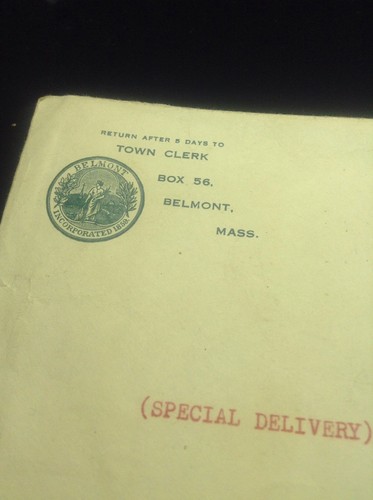 RETURN AFTER 5 DAYS TO
TOWN CLERK
BOX 56,
BELMONT,
MASS.
BELMONT
INCORPORATED 1859
(SPECIAL DELIVERY)